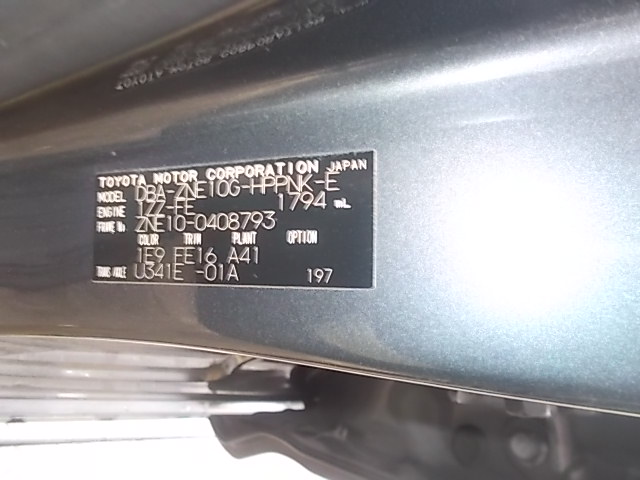 TOYOTA MOTOR CORPORATION JAPAN
MODEL DBA-ZNE10G-HPPNK-E
ENGINE 1ZZ-FE 1794 mL
FRAME No. ZNE10-0408793
COLOR TRIM PLANT OPTION
1E9 FE16 A41
TRANS/AXLE U341E -01A 197